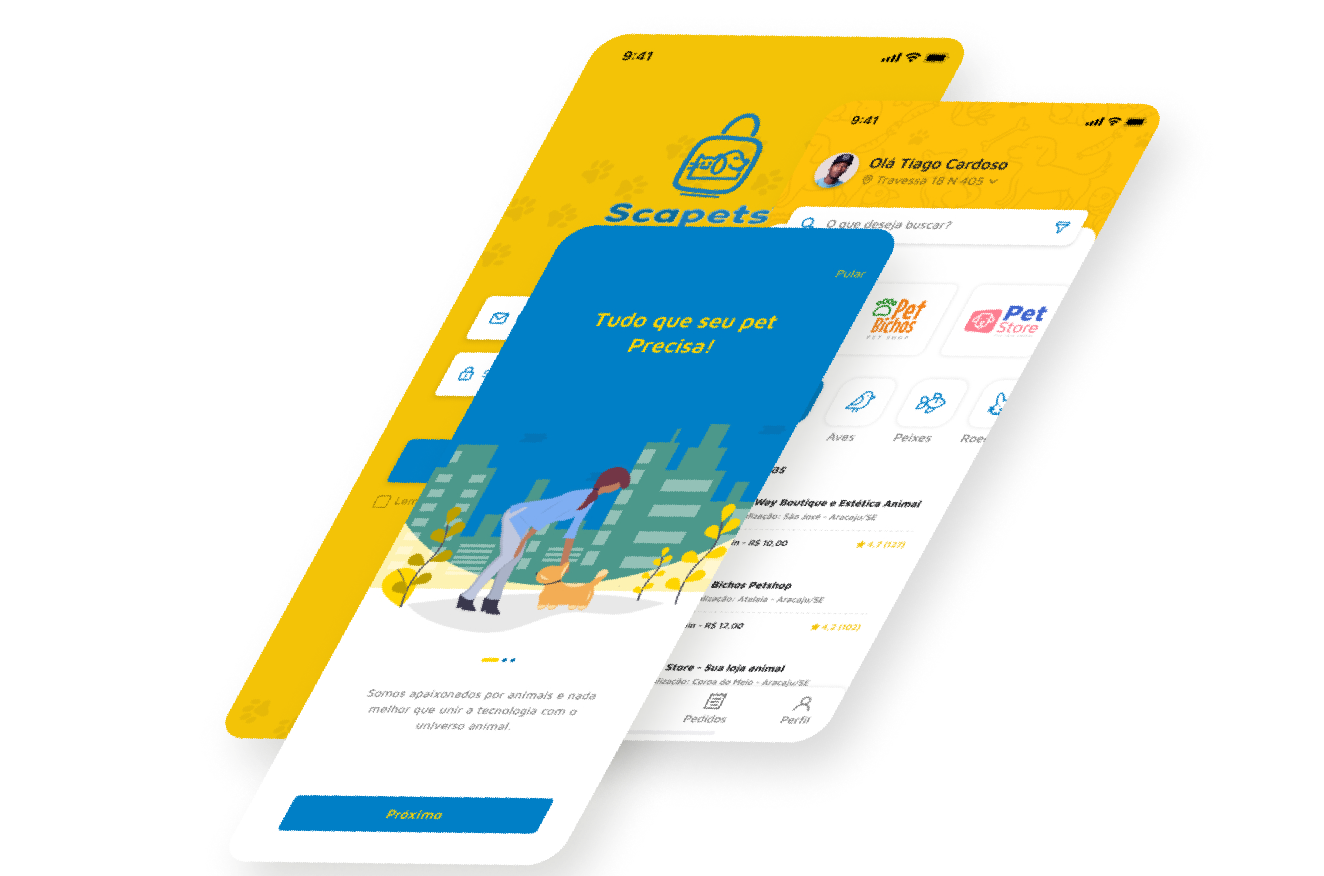 9:41
Scapets
Lem
9:41
Olá Tiago Cardoso
Travessa 18 N 405
O que deseja buscar?
Pet
Bichos
PET SHOP
Pet
Store
Aves
Peixes
Roe
as
Way Boutique e Estética Animal
lização: São José - Aracaju/SE
in - R$ 10,00
4.7 (127)
Bichos Petshop
lização: Atalaia - Aracaju/SE
in - R$ 12,00
4.2 (102)
Store - Sua loja animal
lização: Coroa do Meio - Aracaju/SE
Pedidos
Perfil
Pular
Tudo que seu pet
Precisa!
Somos apaixonados por animais e nada
melhor que unir a tecnologia com o
universo animal.
Próximo